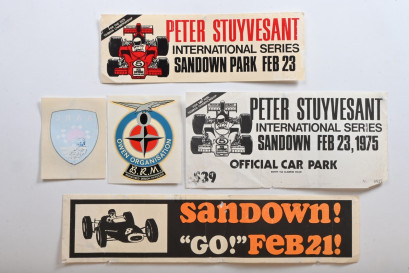 PETER STUYVESANT
INTERNATIONAL SERIES
SANDOWN PARK FEB 23
OWEN ORGANISATION
B.R.M.
PETER STUYVESANT
INTERNATIONAL SERIES
SANDOWN FEB 23, 1975
OFFICIAL CAR PARK
$39
sandown!
"GO!" FeB21!